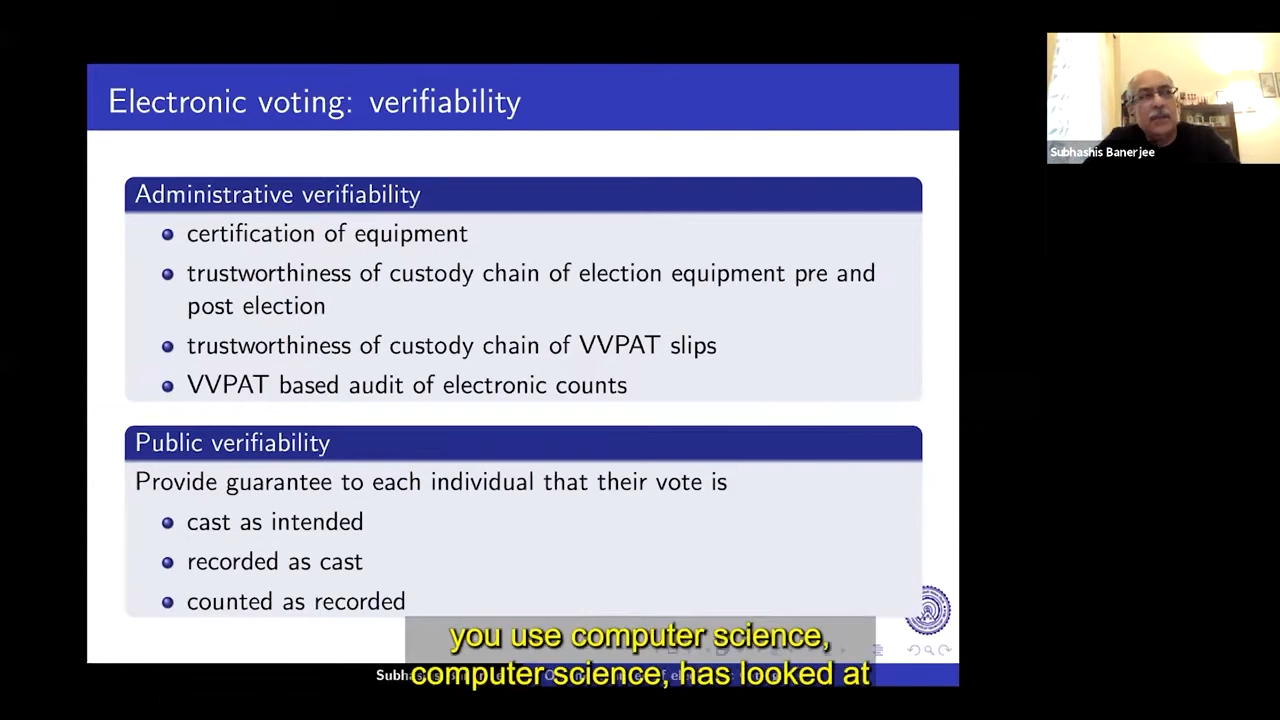 Electronic voting: verifiability
Subhashis Banerjee
Administrative verifiability
certification of equipment
trustworthiness of custody chain of election equipment pre and
post election
trustworthiness of custody chain of VVPAT slips
VVPAT based audit of electronic counts
Public verifiability
Provide guarantee to each individual that their vote is
cast as intended
recorded as cast
counted as recorded
you use computer science,
computer science, has looked at